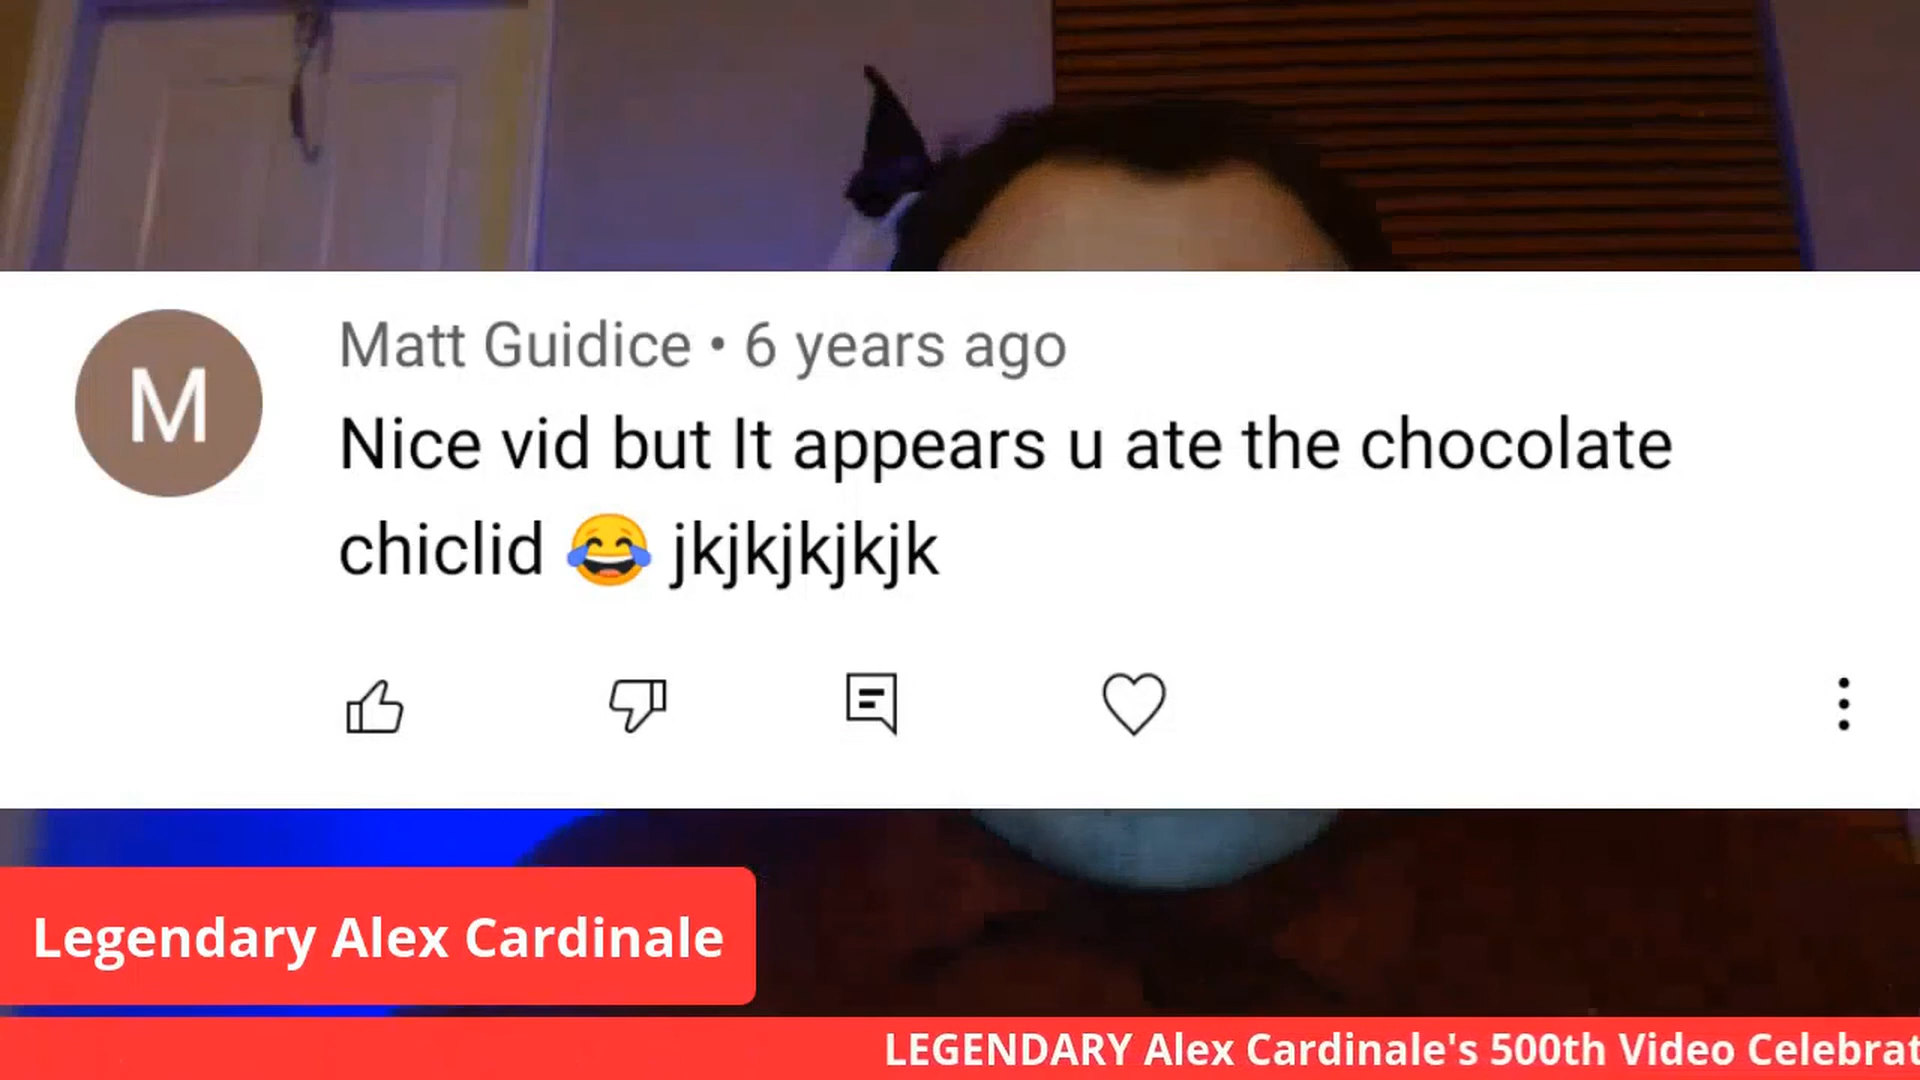 M
Matt Guidice • 6 years ago
Nice vid but It appears u ate the chocolate
chiclid 😂 jkjkjkjkjk
Legendary Alex Cardinale
LEGENDARY Alex Cardinale's 500th Video Celebrat